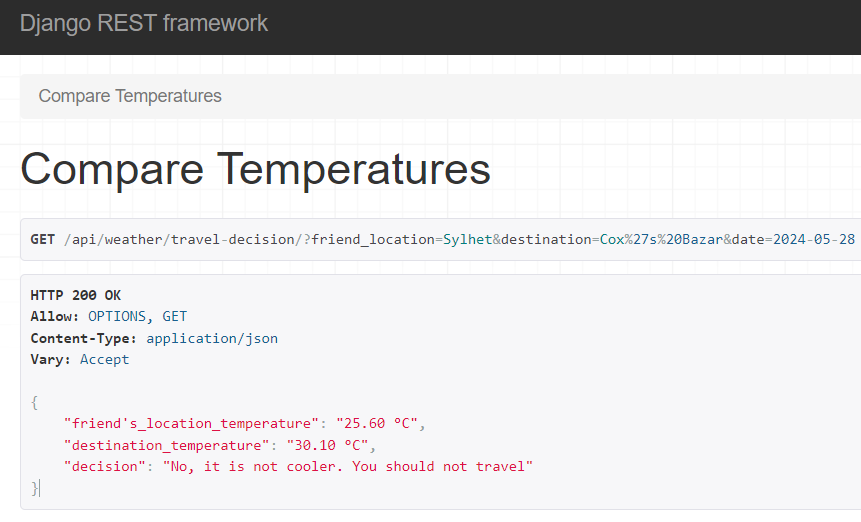 Django REST framework
Compare Temperatures
Compare Temperatures
GET /api/weather/travel-decision/?friend_location=Sylhet&destination=Cox%27s%20Bazar&date=2024-05-28
HTTP 200 OK
Allow: OPTIONS, GET
Content-Type: application/json
Vary: Accept
{
    "friend's_location_temperature": "25.60 °C",
    "destination_temperature": "30.10 °C",
    "decision": "No, it is not cooler. You should not travel"
}